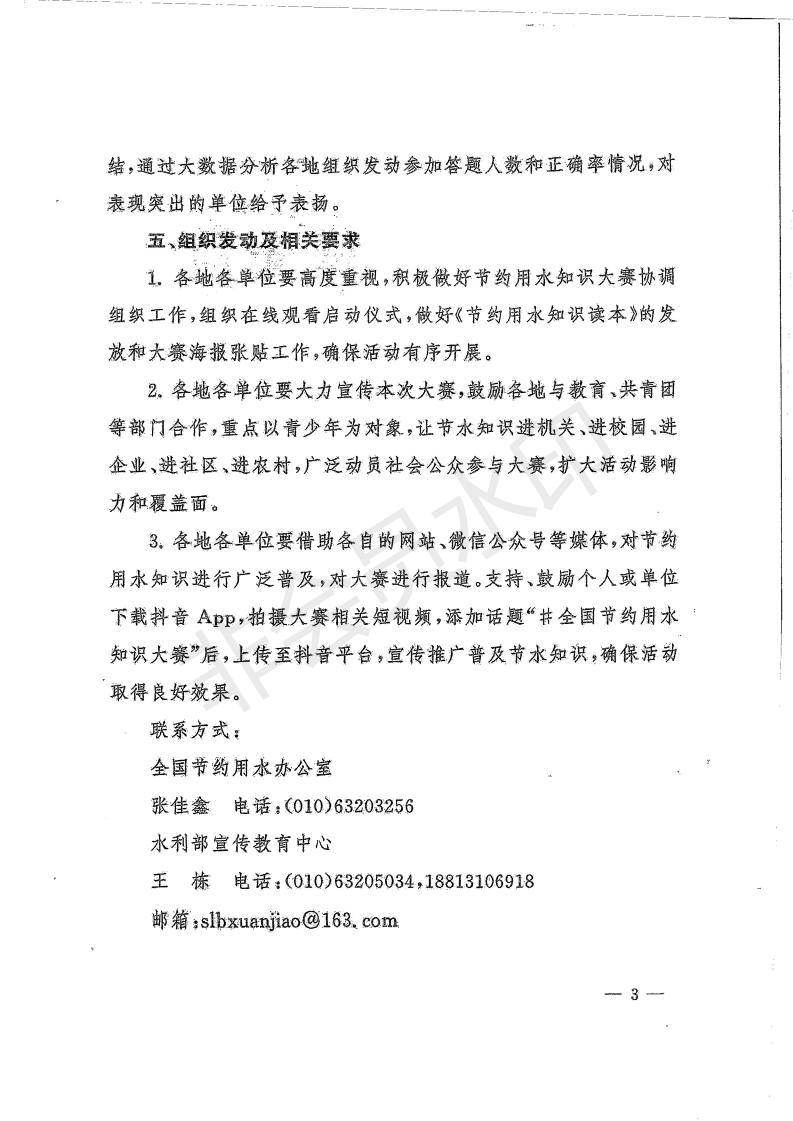 结,通过大数据分析各地组织发动参加答题人数和正确率情况,对
表现突出的单位给予表扬。
五、组织发动及相关要求
1. 各地各单位要高度重视,积极做好节约用水知识大赛协调
组织工作,组织在线观看启动仪式,做好《节约用水知识读本》的发
放和大赛海报张贴工作,确保活动有序开展。
2. 各地各单位要大力宣传本次大赛,鼓励各地与教育、共青团
等部门合作,重点以青少年为对象,让节水知识进机关、进校园、进
企业、进社区、进农村,广泛动员社会公众参与大赛,扩大活动影响
力和覆盖面。
3. 各地各单位要借助各自的网站、微信公众号等媒体,对节约
用水知识进行广泛普及,对大赛进行报道。支持、鼓励个人或单位
下载抖音 App,拍摄大赛相关短视频,添加话题“#全国节约用水
知识大赛”后,上传至抖音平台,宣传推广普及节水知识,确保活动
取得良好效果。
联系方式:
全国节约用水办公室
张佳鑫 电话:(010)63203256
水利部宣传教育中心
王 栋 电话:(010)63205034,18813106918
邮箱:slbxuanjiao@163.com
— 3 —
非会员水印